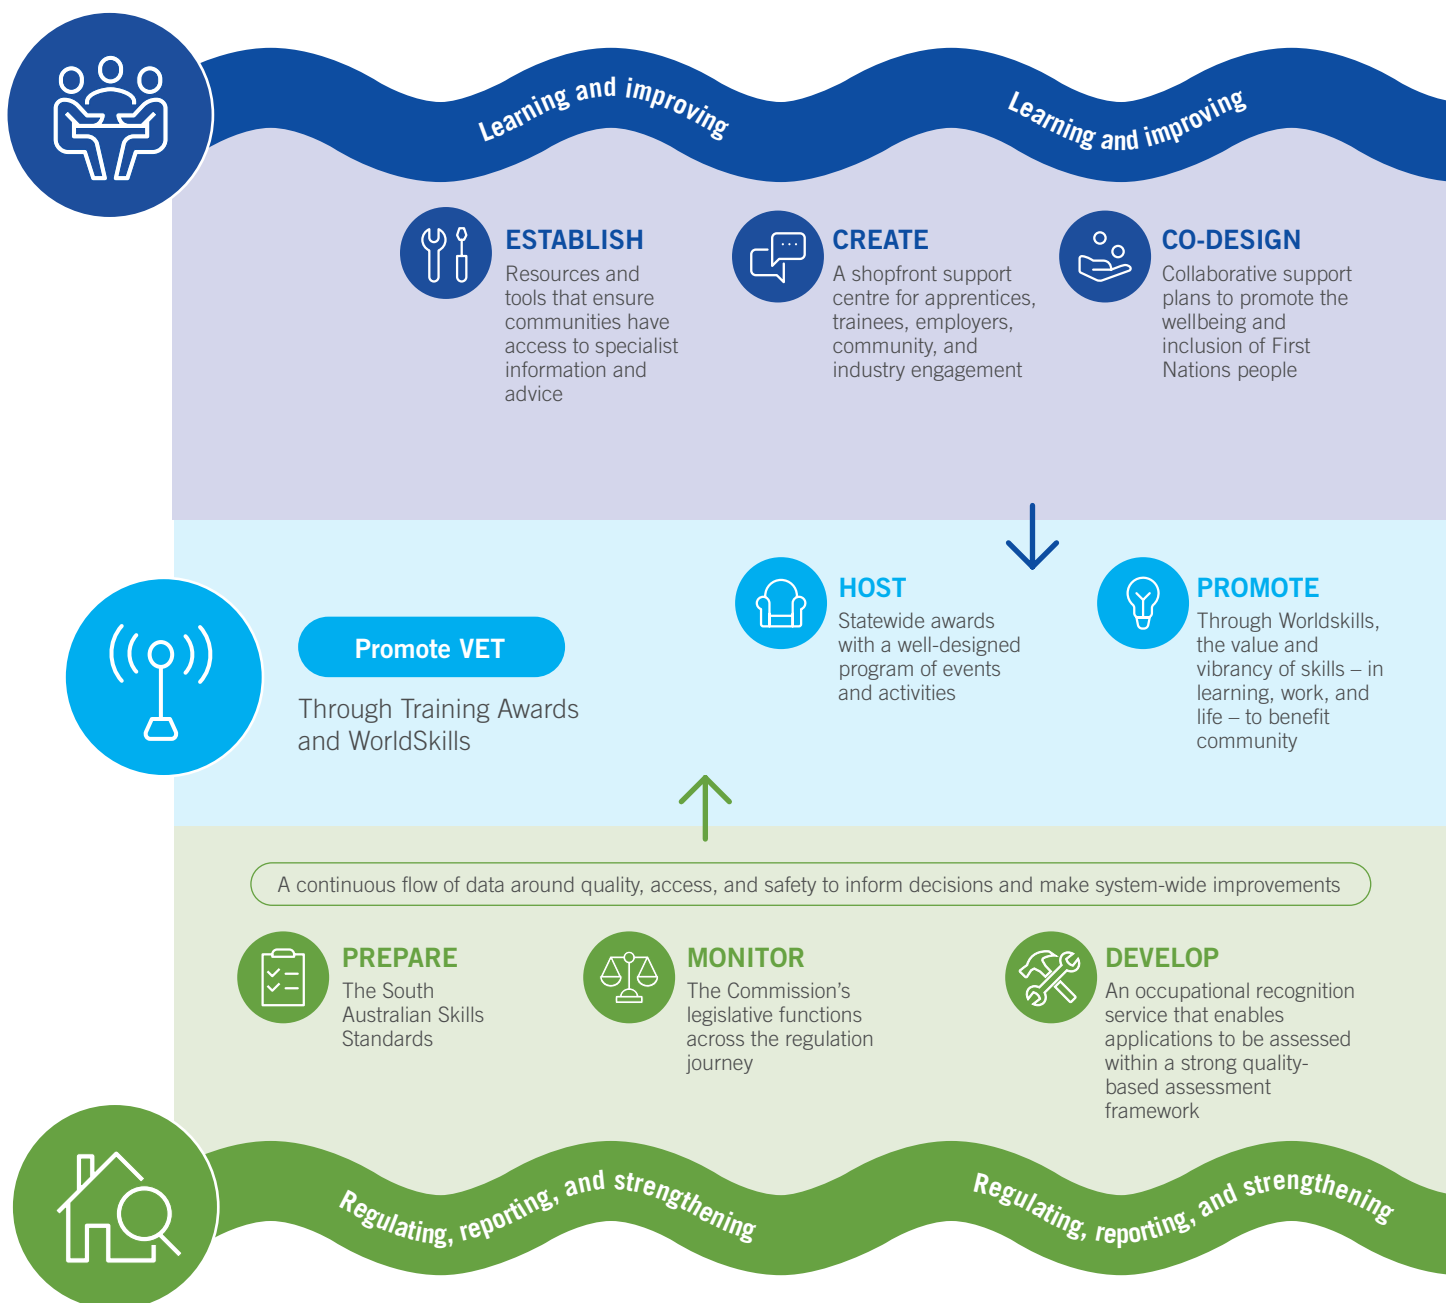 Learning and improving
Learning and improving
ESTABLISH
Resources and
tools that ensure
communities have
access to specialist
information and
advice
CREATE
A shopfront support
centre for apprentices,
trainees, employers,
community, and
industry engagement
CO-DESIGN
Collaborative support
plans to promote the
wellbeing and
inclusion of First
Nations people
Promote VET
Through Training Awards
and WorldSkills
HOST
Statewide awards
with a well-designed
program of events
and activities
PROMOTE
Through Worldskills,
the value and
vibrancy of skills – in
learning, work, and
life – to benefit
community
A continuous flow of data around quality, access, and safety to inform decisions and make system-wide improvements
PREPARE
The South
Australian Skills
Standards
MONITOR
The Commission’s
legislative functions
across the regulation
journey
DEVELOP
An occupational recognition
service that enables
applications to be assessed
within a strong quality-
based assessment
framework
Regulating, reporting, and strengthening
Regulating, reporting, and strengthening